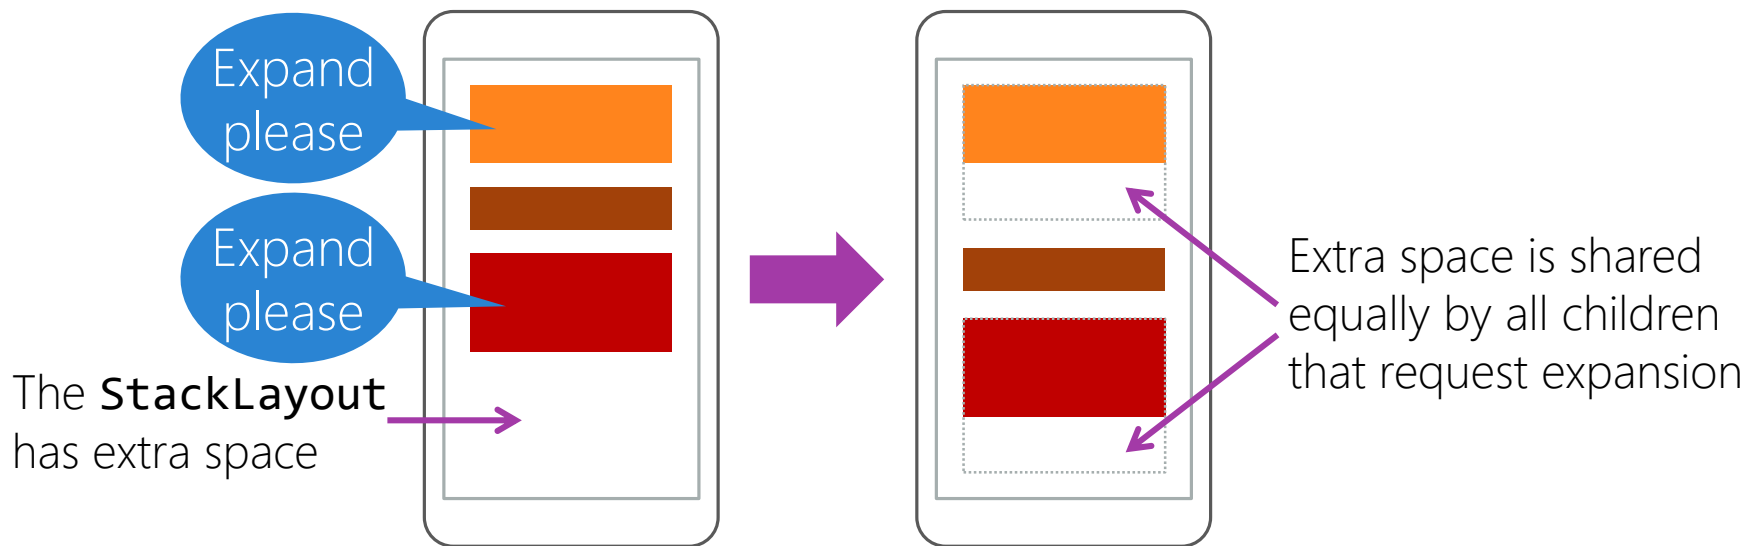 Expand
please
Expand
please
The StackLayout
has extra space
Extra space is shared
equally by all children
that request expansion